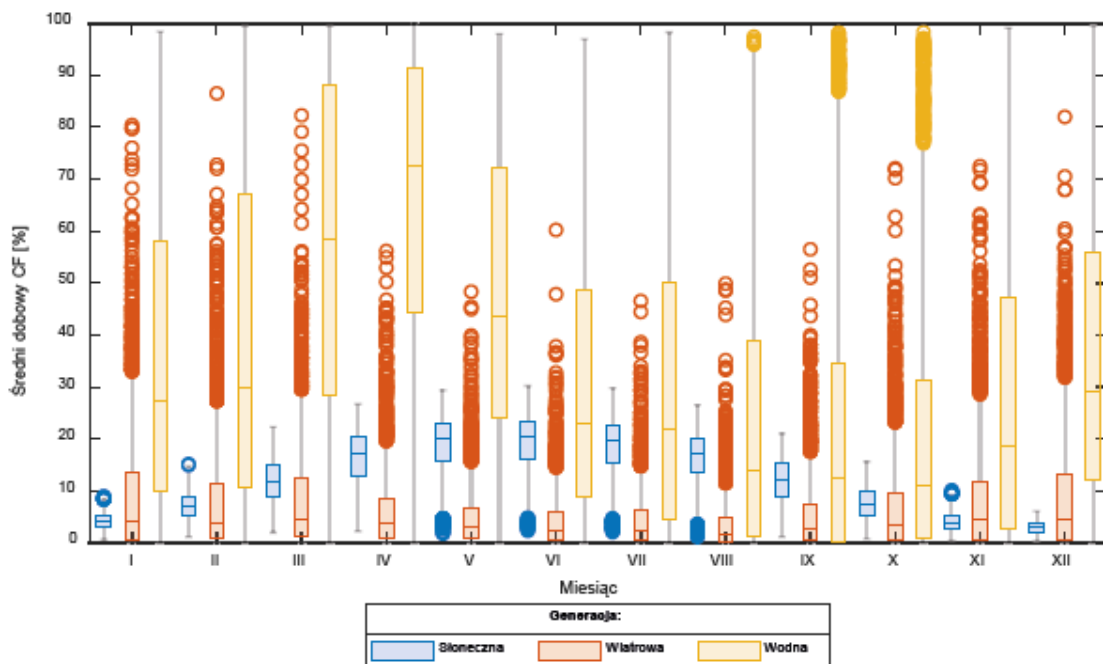 Średni dobowy CF [%]
100
90
80
70
60
50
40
30
20
10
0
I II III IV V VI VII VIII IX X XI XII
Miesiąc
Generacja:
Słoneczna Wiatrowa Wodna